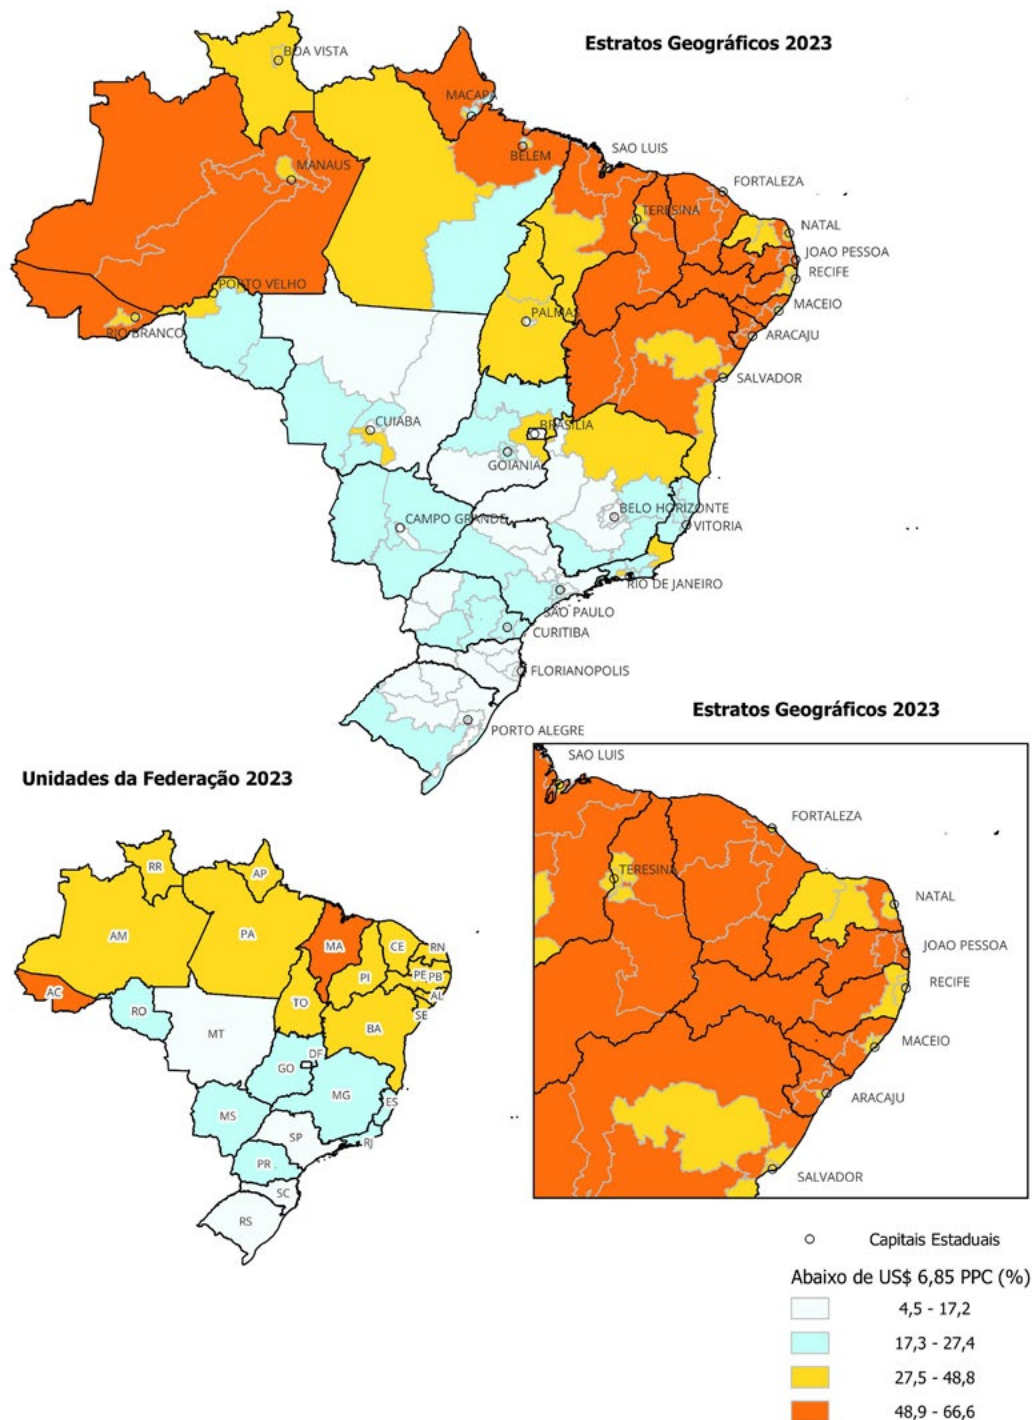 Estratos Geográficos 2023
BOA VISTA
MACAPA
BELEM
SAO LUIS
MANAUS
FORTALEZA
TERESINA
NATAL
JOAO PESSOA
RECIFE
PORTO VELHO
MACEIO
PALMAS
RIO BRANCO
ARACAJU
SALVADOR
CUIABA
BRASILIA
GOIANIA
BELO HORIZONTE
CAMPO GRANDE
VITORIA
RIO DE JANEIRO
SAO PAULO
CURITIBA
FLORIANOPOLIS
PORTO ALEGRE
Estratos Geográficos 2023
SAO LUIS
FORTALEZA
TERESINA
NATAL
JOAO PESSOA
RECIFE
MACEIO
ARACAJU
SALVADOR
Unidades da Federação 2023
RR
AP
AM
PA
MA
CE
RN
PI
PE
PB
AC
AL
TO
SE
RO
BA
MT
DF
GO
MG
ES
MS
SP
RJ
PR
SC
RS
Capitais Estaduais
Abaixo de US$ 6,85 PPC (%)
4,5 - 17,2
17,3 - 27,4
27,5 - 48,8
48,9 - 66,6